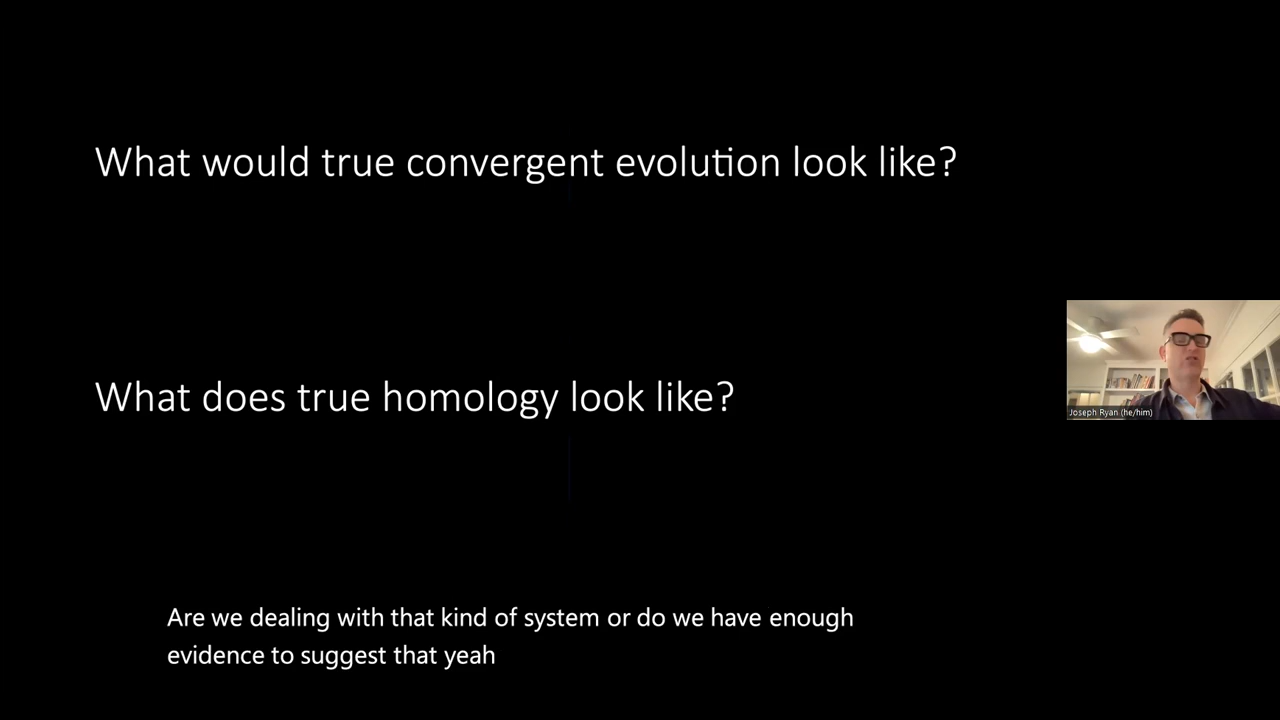 What would true convergent evolution look like?
What does true homology look like?
Joseph Ryan (he/him)
Are we dealing with that kind of system or do we have enough
evidence to suggest that yeah